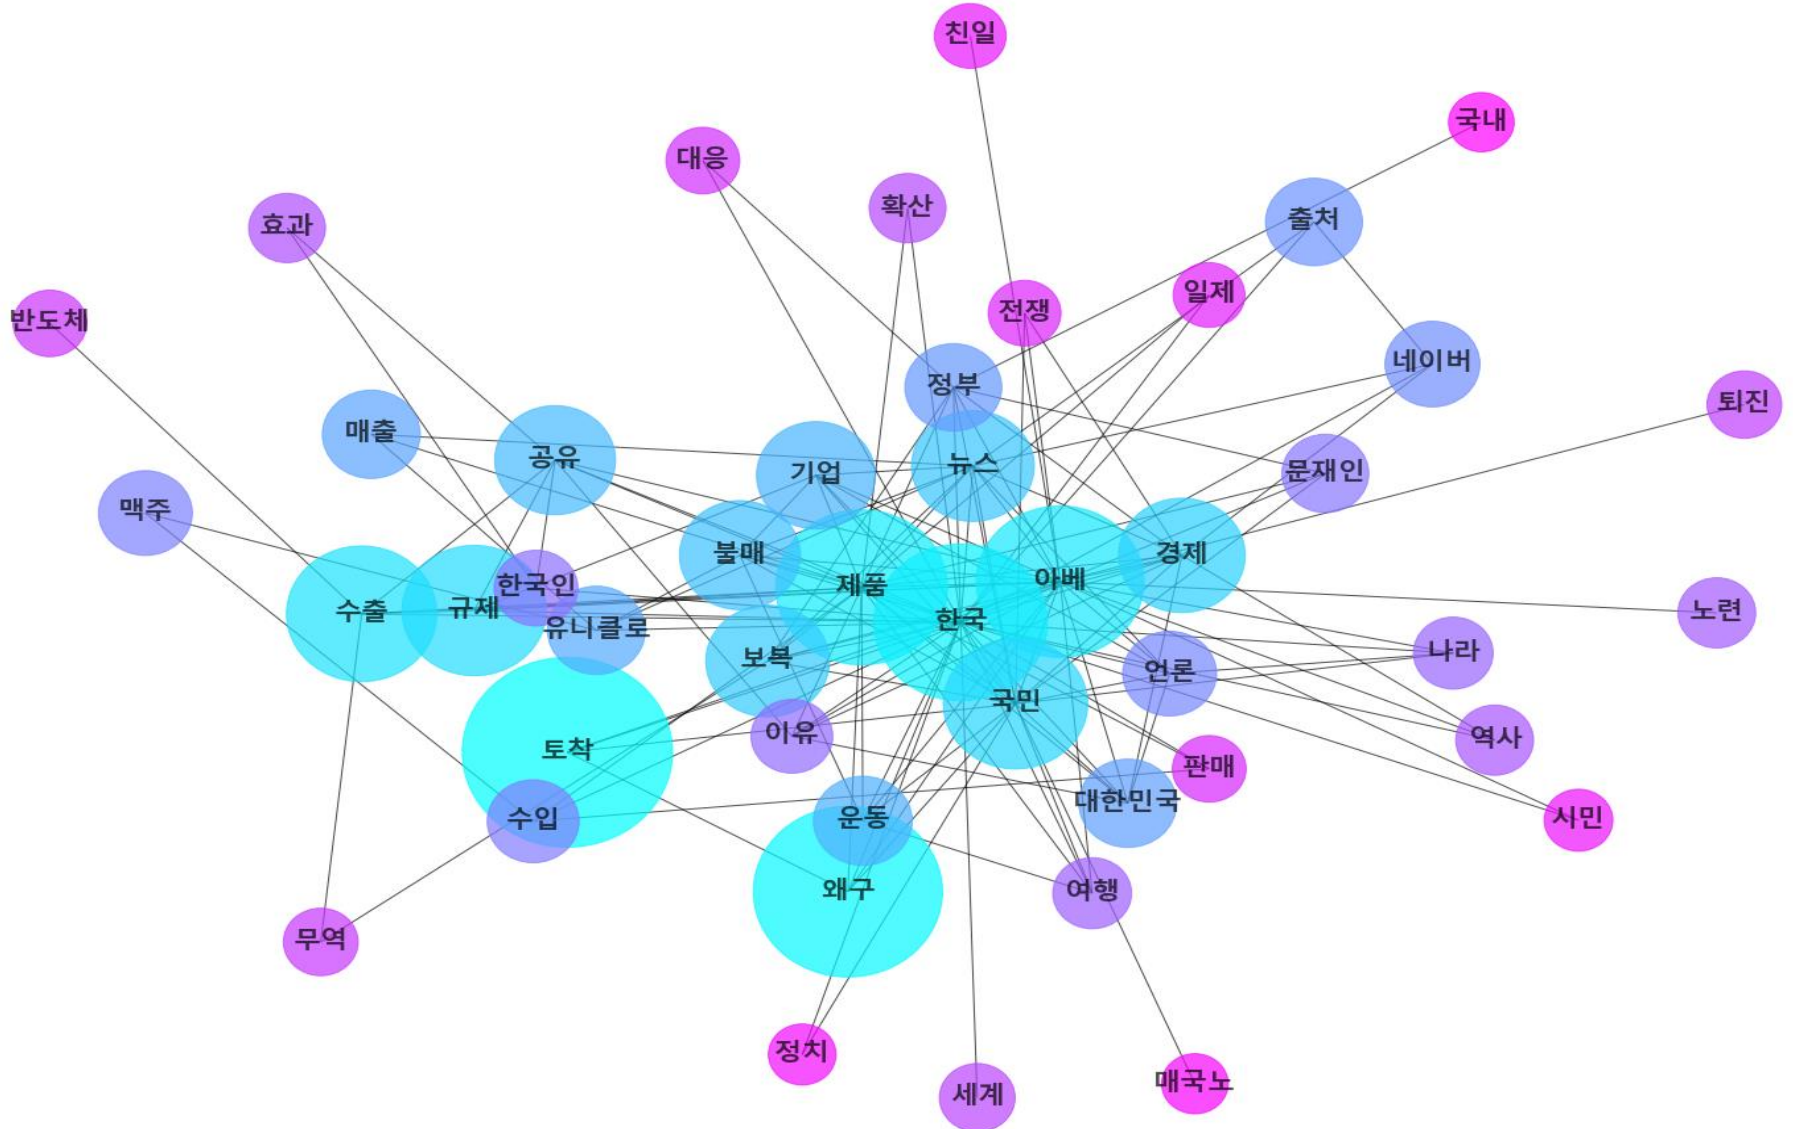 친일
국내
대응
확산
출처
효과
일제
전쟁
반도체
네이버
정부
퇴진
매출
공유
뉴스
기업
문재인
맥주
불매
경제
제품
아베
한국인
수출
규제
한국
유니클로
노련
보복
나라
언론
국민
이유
역사
토착
판매
대한민국
수입
운동
시민
왜구
여행
무역
정치
매국노
세계